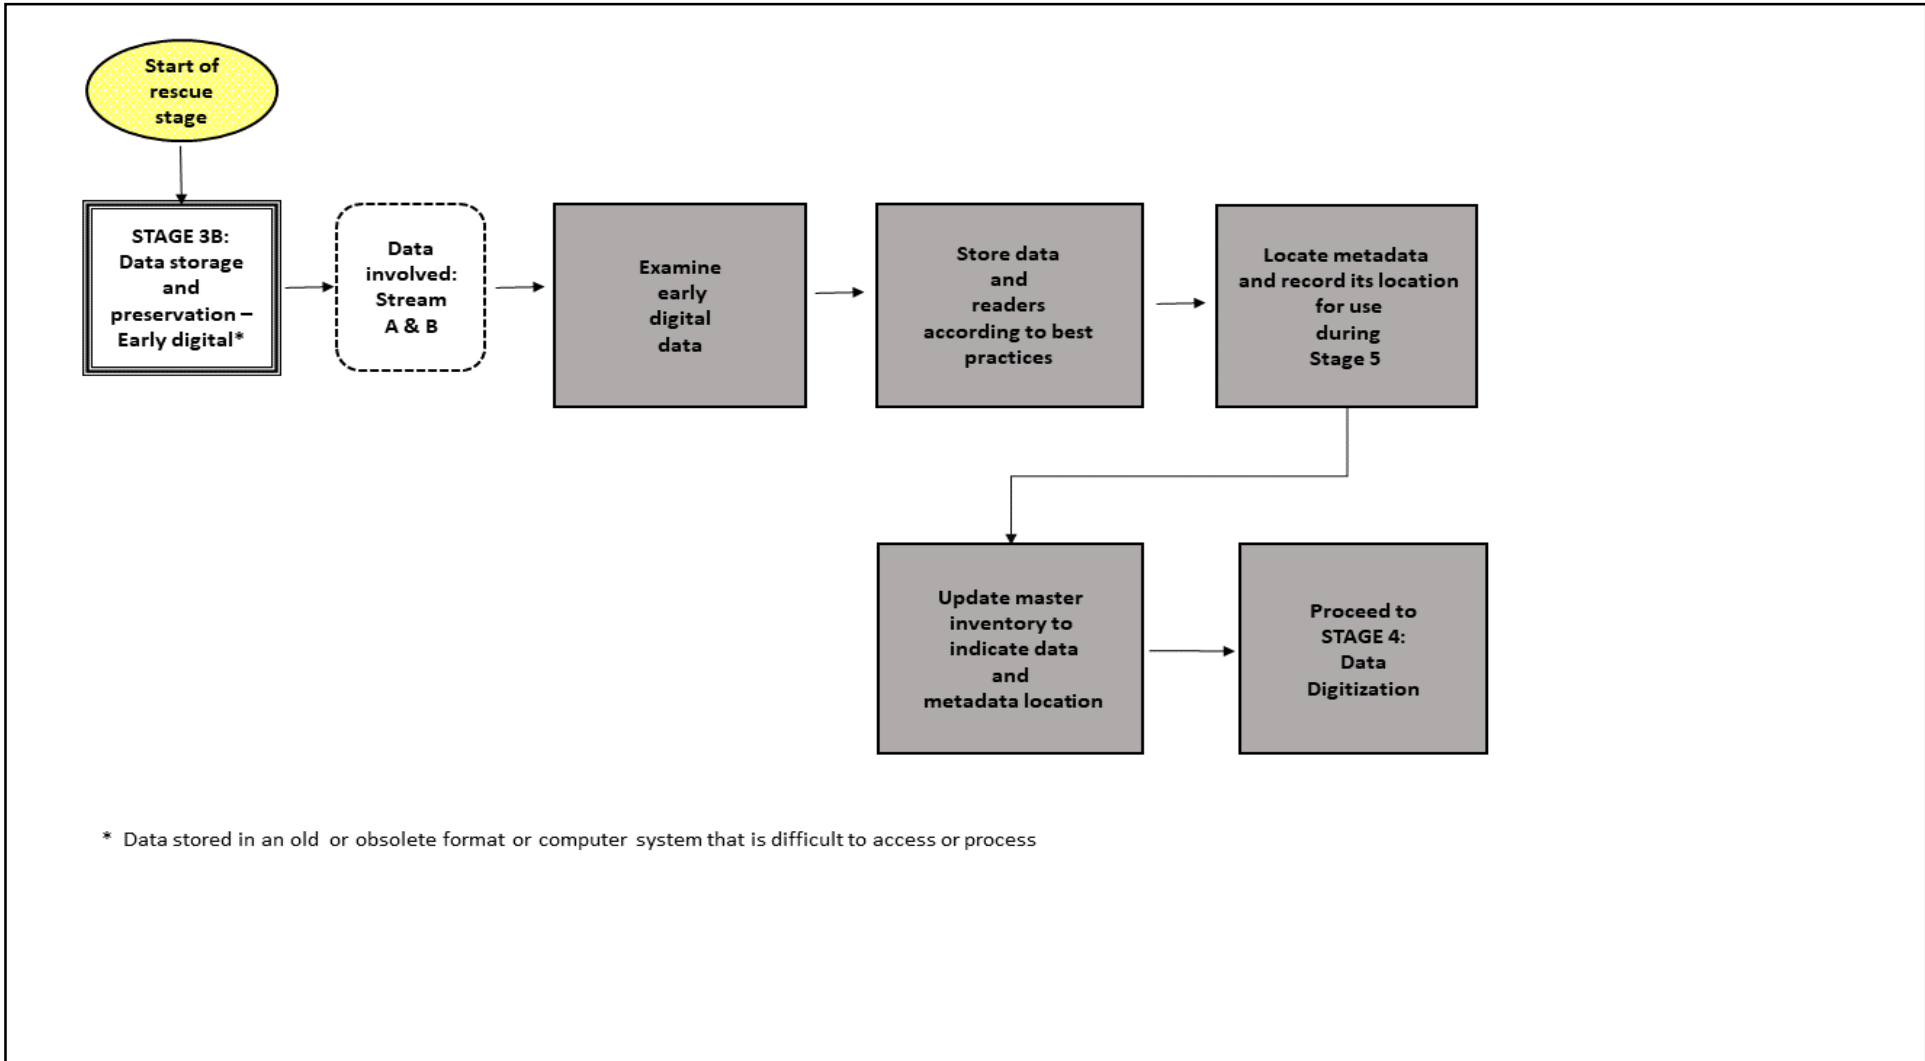 Start of
rescue
stage
STAGE 3B:
Data storage
and
preservation –
Early digital*
Data
involved:
Stream
A & B
Examine
early
digital
data
Store data
and
readers
according to best
practices
Locate metadata
and record its location
for use
during
Stage 5
Update master
inventory to
indicate data
and
metadata location
Proceed to
STAGE 4:
Data
Digitization
* Data stored in an old or obsolete format or computer system that is difficult to access or process